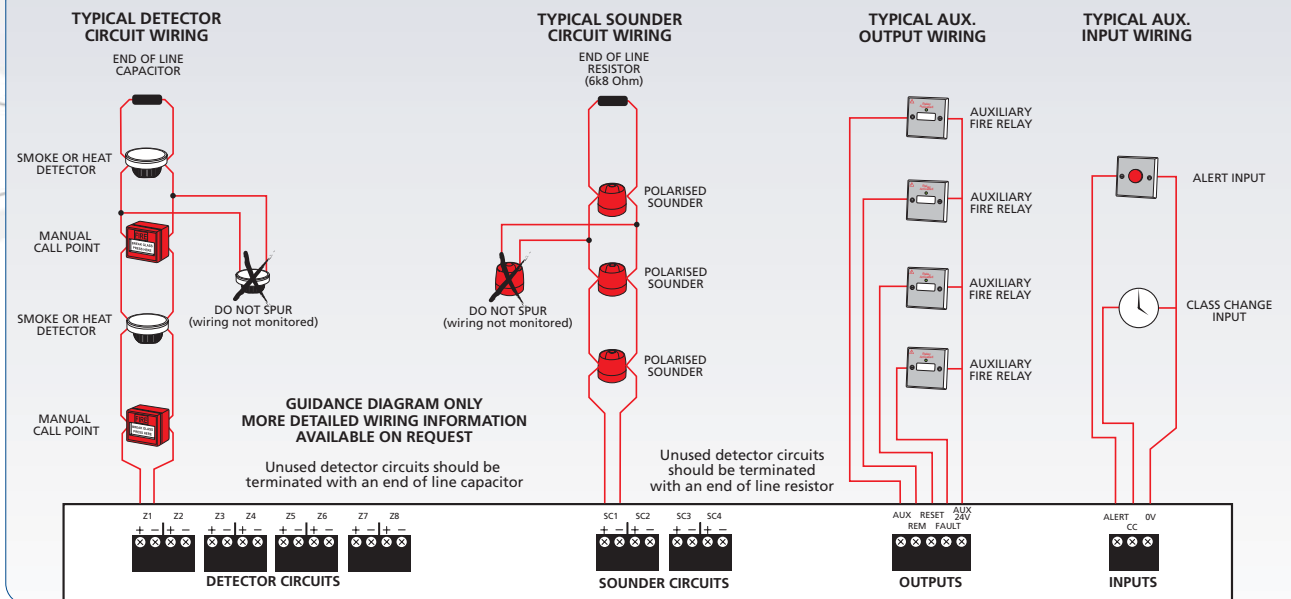 TYPICAL DETECTOR
CIRCUIT WIRING
END OF LINE
CAPACITOR
SMOKE OR HEAT
DETECTOR
MANUAL
CALL POINT
DO NOT SPUR
(wiring not monitored)
SMOKE OR HEAT
DETECTOR
MANUAL
CALL POINT
TYPICAL SOUNDER
CIRCUIT WIRING
END OF LINE
RESISTOR
(6k8 Ohm)
POLARISED
SOUNDER
DO NOT SPUR
(wiring not monitored)
POLARISED
SOUNDER
POLARISED
SOUNDER
GUIDANCE DIAGRAM ONLY
MORE DETAILED WIRING INFORMATION
AVAILABLE ON REQUEST
Unused detector circuits should be
terminated with an end of line capacitor
Unused detector circuits
should be terminated
with an end of line resistor
TYPICAL AUX.
OUTPUT WIRING
AUXILIARY
FIRE RELAY
AUXILIARY
FIRE RELAY
AUXILIARY
FIRE RELAY
AUXILIARY
FIRE RELAY
TYPICAL AUX.
INPUT WIRING
ALERT INPUT
CLASS CHANGE
INPUT
Z1 Z2 Z3 Z4 Z5 Z6 Z7 Z8
+ − + − + − + − + − + − + − + −
DETECTOR CIRCUITS
SC1 SC2 SC3 SC4
+ − + − + − + −
SOUNDER CIRCUITS
AUX RESET AUX
24V
REM FAULT
OUTPUTS
ALERT 0V
CC
INPUTS